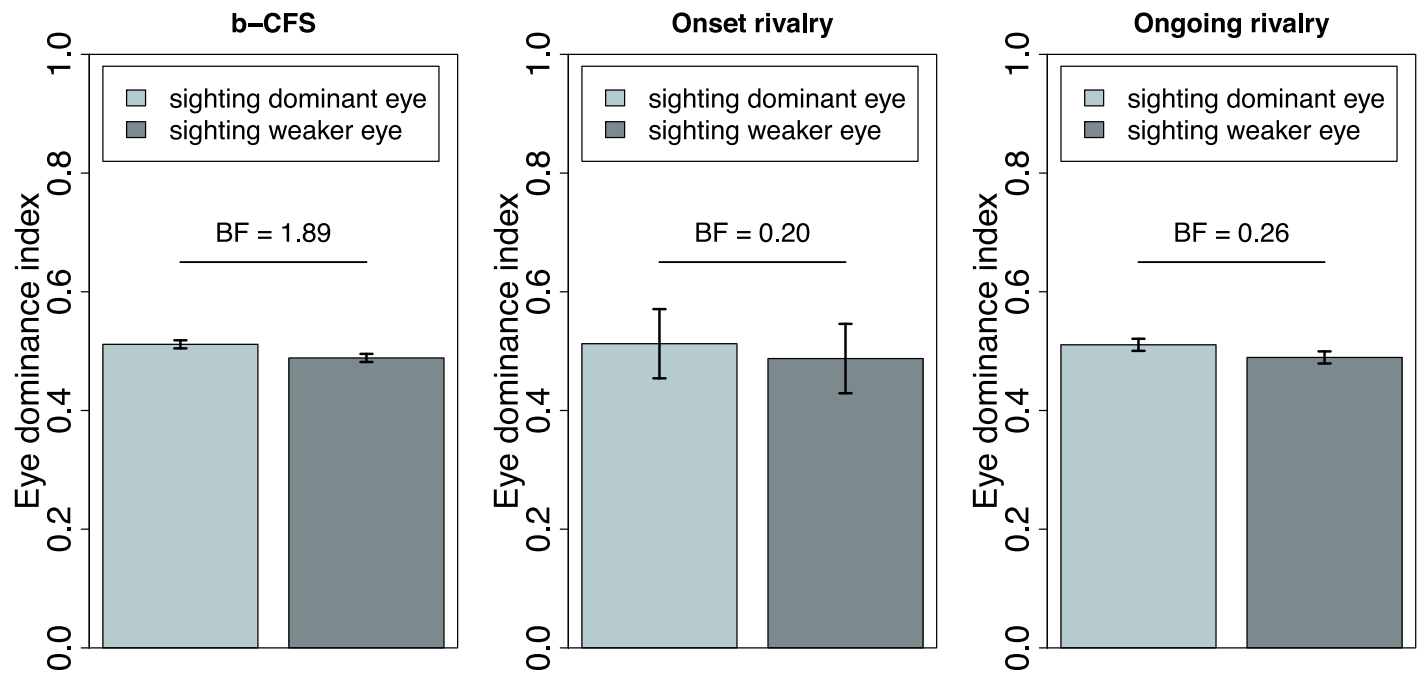 b–CFS
Eye dominance index
1.0
0.8
0.6
0.4
0.2
0.0
sighting dominant eye
sighting weaker eye
BF = 1.89
Onset rivalry
Eye dominance index
1.0
0.8
0.6
0.4
0.2
0.0
sighting dominant eye
sighting weaker eye
BF = 0.20
Ongoing rivalry
Eye dominance index
1.0
0.8
0.6
0.4
0.2
0.0
sighting dominant eye
sighting weaker eye
BF = 0.26